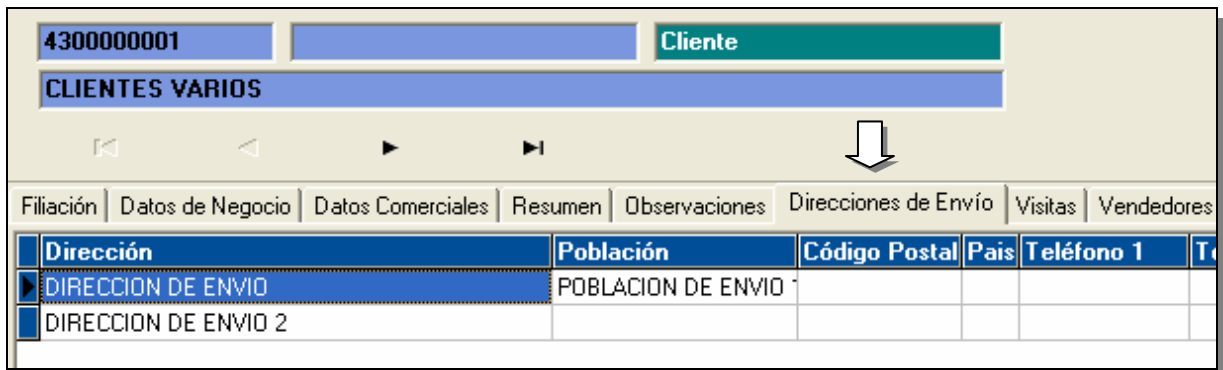 4300000001 Cliente
CLIENTES VARIOS
Filiación Datos de Negocio Datos Comerciales Resumen Observaciones Direcciones de Envío Visitas Vendedores
Dirección Población Código Postal Pais Teléfono 1
DIRECCION DE ENVIO POBLACION DE ENVIO
DIRECCION DE ENVIO 2